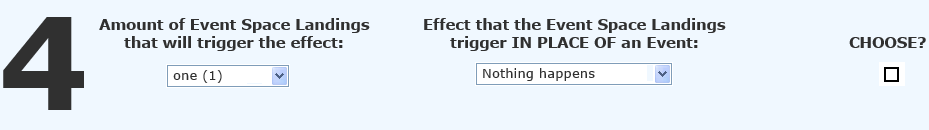 4
Amount of Event Space Landings
that will trigger the effect:
one (1)
Effect that the Event Space Landings
trigger IN PLACE OF an Event:
Nothing happens
CHOOSE?